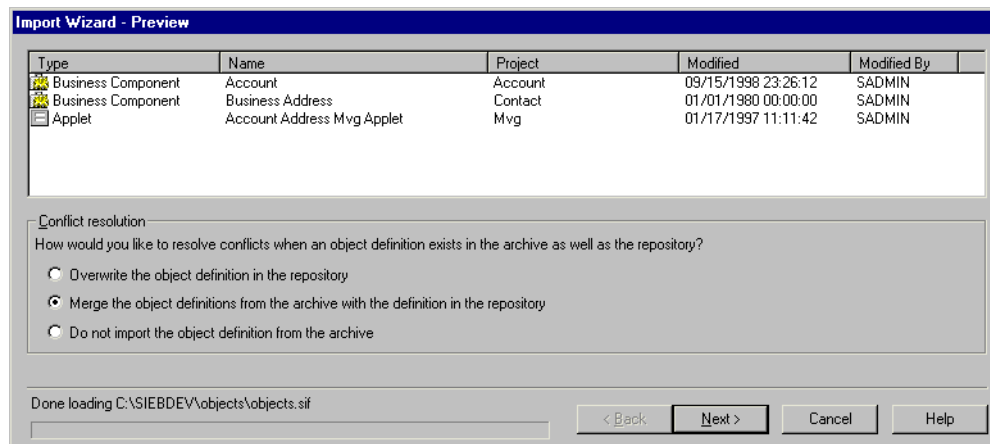 Import Wizard - Preview
Type Name Project Modified Modified By
Business Component Account Account 09/15/1998 23:26:12 SADMIN
Business Component Business Address Contact 01/01/1980 00:00:00 SADMIN
Applet Account Address Mvg Applet Mvg 01/17/1997 11:11:42 SADMIN
Conflict resolution
How would you like to resolve conflicts when an object definition exists in the archive as well as the repository?
Overwrite the object definition in the repository
Merge the object definitions from the archive with the definition in the repository
Do not import the object definition from the archive
Done loading C:\SIEBDEV\objects\objects.sif
< Back Next > Cancel Help